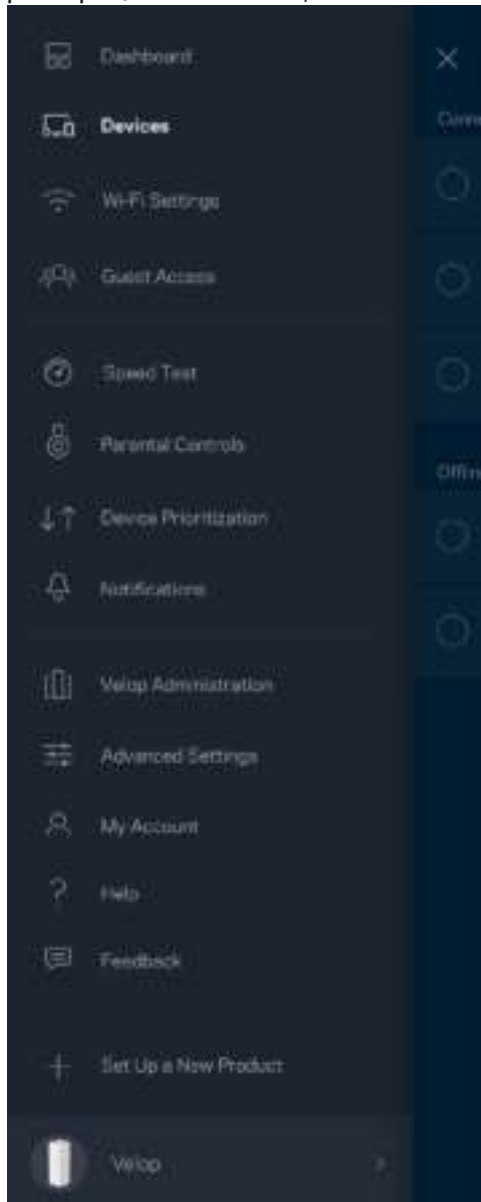 Dashboard
Devices
Wi-Fi Settings
Guest Access
Speed Test
Parental Controls
Device Prioritization
Notifications
Velop Administration
Advanced Settings
My Account
Help
Feedback
Set Up a New Product
Velop